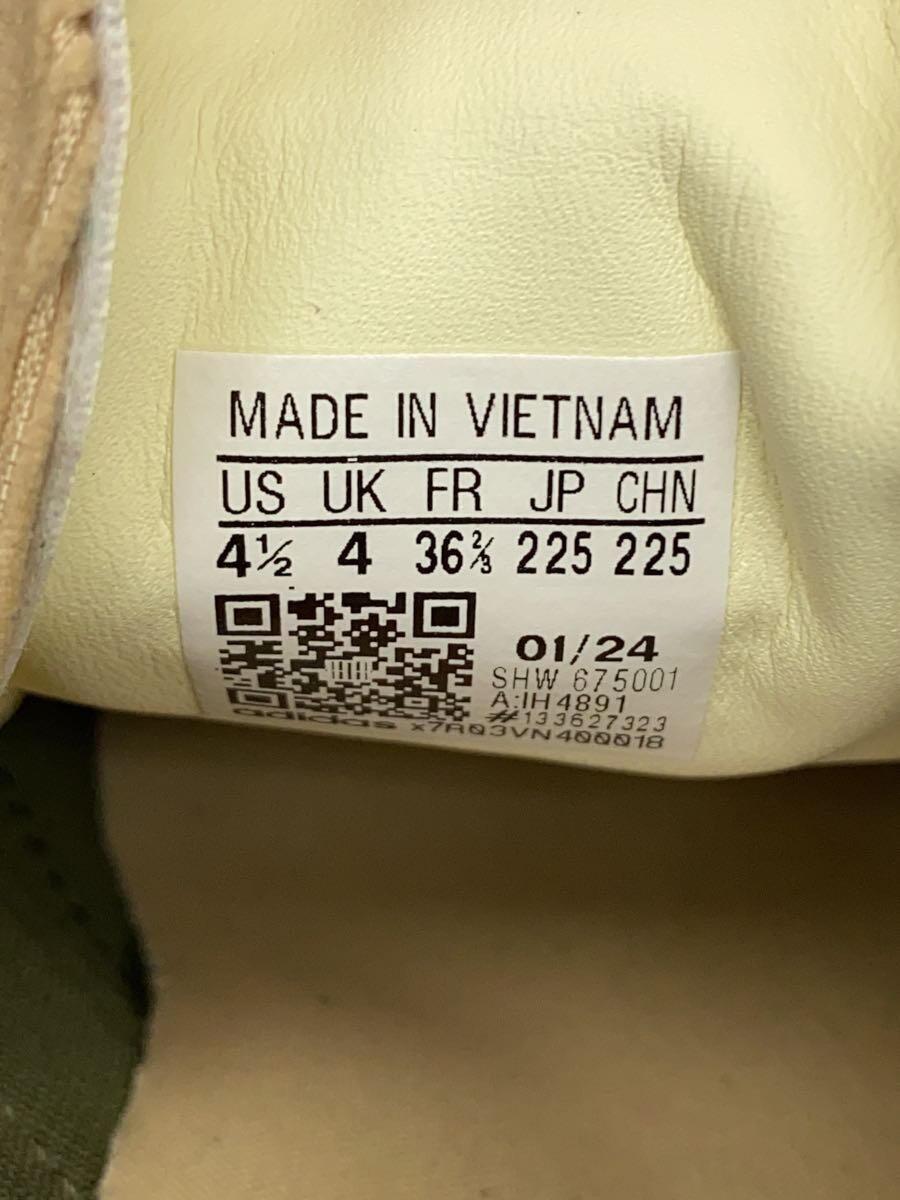 MADE IN VIETNAM
US UK FR JP CHN
4½ 4 36⅔ 225 225
01/24
SHW 675001
A:IH4891
#133627323
adidas x7R03VN400018